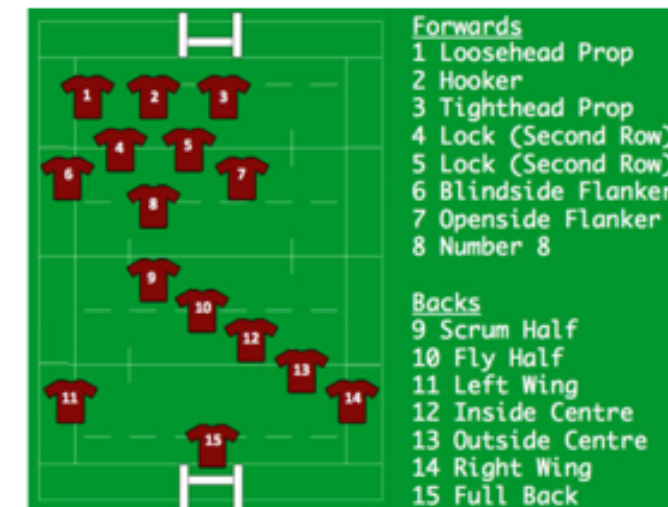 Forwards
1 Loosehead Prop
2 Hooker
3 Tighthead Prop
4 Lock (Second Row)
5 Lock (Second Row)
6 Blindside Flanker
7 Openside Flanker
8 Number 8
Backs
9 Scrum Half
10 Fly Half
11 Left Wing
12 Inside Centre
13 Outside Centre
14 Right Wing
15 Full Back
1 2 3
4 5
6 7
8
9
10
12
13
11 14
15